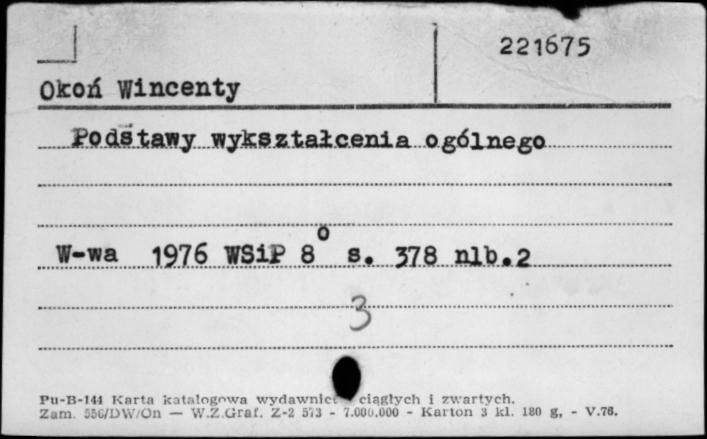 221675
Okoń Wincenty
Podstawy wykształcenia ogólnego
W-wa 1976 WSiP 8° s. 378 nlb.2
3
Pu-B-144 Karta katalogowa wydawnict ciągłych i zwartych.
Zam. 556/DW/On — W.Z.Graf. Z-2 573 - 7.000.000 - Karton 3 kl. 180 g, - V.76.